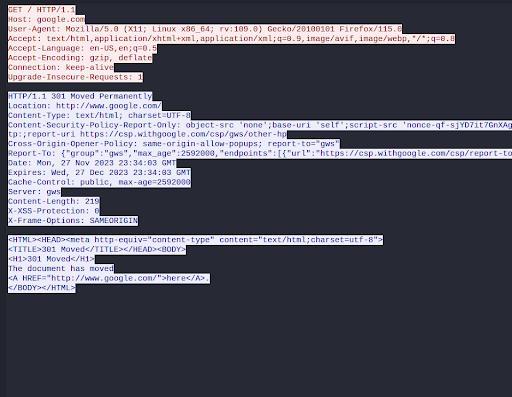 GET / HTTP/1.1
Host: google.com
User-Agent: Mozilla/5.0 (X11; Linux x86_64; rv:109.0) Gecko/20100101 Firefox/115.0
Accept: text/html,application/xhtml+xml,application/xml;q=0.9,image/avif,image/webp,*/*;q=0.8
Accept-Language: en-US,en;q=0.5
Accept-Encoding: gzip, deflate
Connection: keep-alive
Upgrade-Insecure-Requests: 1
HTTP/1.1 301 Moved Permanently
Location: http://www.google.com/
Content-Type: text/html; charset=UTF-8
Content-Security-Policy-Report-Only: object-src 'none';base-uri 'self';script-src 'nonce-qf-sjYD7it7GnXAg
tp:;report-uri https://csp.withgoogle.com/csp/gws/other-hp
Cross-Origin-Opener-Policy: same-origin-allow-popups; report-to="gws"
Report-To: {"group":"gws","max_age":2592000,"endpoints":[{"url":"https://csp.withgoogle.com/csp/report-to
Date: Mon, 27 Nov 2023 23:34:03 GMT
Expires: Wed, 27 Dec 2023 23:34:03 GMT
Cache-Control: public, max-age=2592000
Server: gws
Content-Length: 219
X-XSS-Protection: 0
X-Frame-Options: SAMEORIGIN
<HTML><HEAD><meta http-equiv="content-type" content="text/html;charset=utf-8">
<TITLE>301 Moved</TITLE></HEAD><BODY>
<H1>301 Moved</H1>
The document has moved
<A HREF="http://www.google.com/">here</A>.
</BODY></HTML>